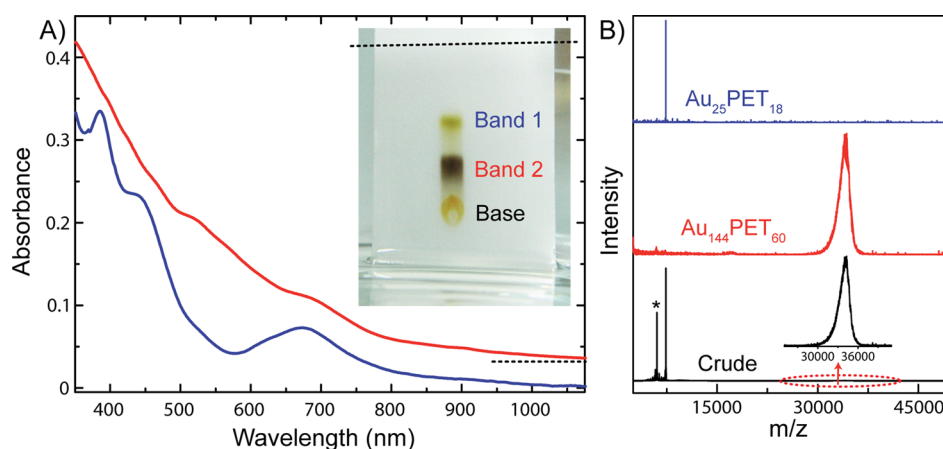 A)
0.4
0.3
0.2
0.1
0
Absorbance
400
500
600
700
800
900
1000
Wavelength (nm)
Band 1
Band 2
Base
B)
Au₂₅PET₁₈
Au₁₄₄PET₆₀
*
Crude
30000
36000
Intensity
15000
30000
45000
m/z